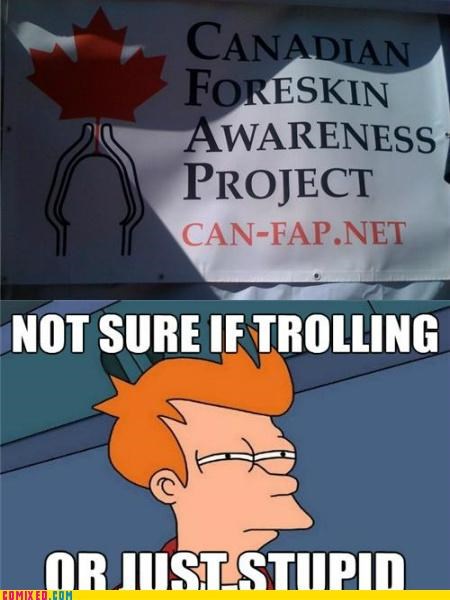 CANADIAN
FORESKIN
AWARENESS
PROJECT
CAN-FAP.NET
NOT SURE IF TROLLING
OR JUST STUPID
COMIXED.COM